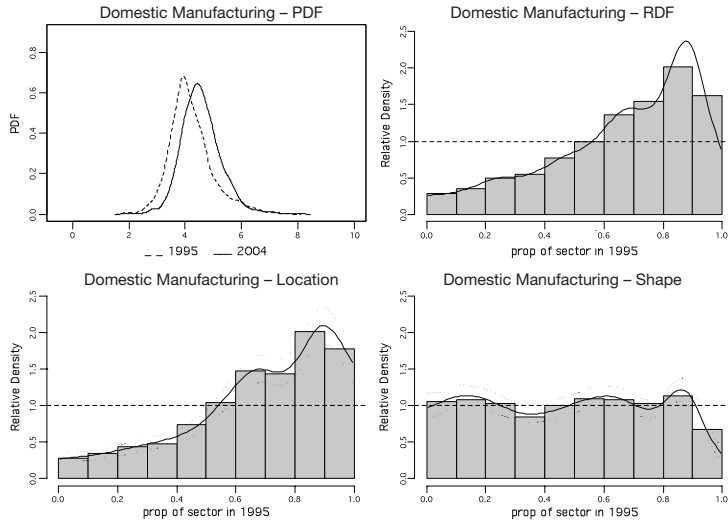 Domestic Manufacturing – PDF
PDF
0.0 0.2 0.4 0.6 0.8
0 2 4 6 8 10
1995 2004
Domestic Manufacturing – RDF
Relative Density
0.0 0.5 1.0 1.5 2.0 2.5
0.0 0.2 0.4 0.6 0.8 1.0
prop of sector in 1995
Domestic Manufacturing – Location
Relative Density
0.0 0.5 1.0 1.5 2.0 2.5
0.0 0.2 0.4 0.6 0.8 1.0
prop of sector in 1995
Domestic Manufacturing – Shape
Relative Density
0.0 0.5 1.0 1.5 2.0 2.5
0.0 0.2 0.4 0.6 0.8 1.0
prop of sector in 1995